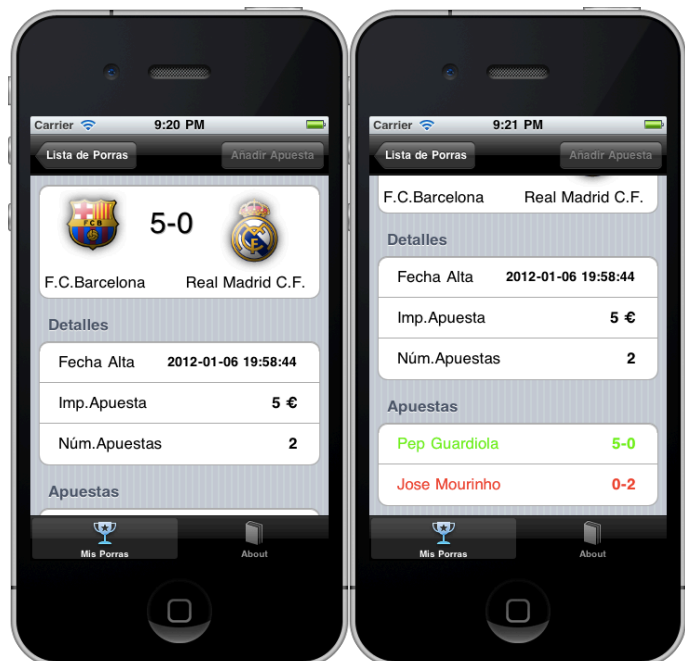 Carrier 9:20 PM
Lista de Porras Añadir Apuesta
FCB
5-0
F.C.Barcelona Real Madrid C.F.
Detalles
Fecha Alta 2012-01-06 19:58:44
Imp.Apuesta 5 €
Núm.Apuestas 2
Apuestas
Mis Porras About
Carrier 9:21 PM
Lista de Porras Añadir Apuesta
F.C.Barcelona Real Madrid C.F.
Detalles
Fecha Alta 2012-01-06 19:58:44
Imp.Apuesta 5 €
Núm.Apuestas 2
Apuestas
Pep Guardiola 5-0
Jose Mourinho 0-2
Mis Porras About